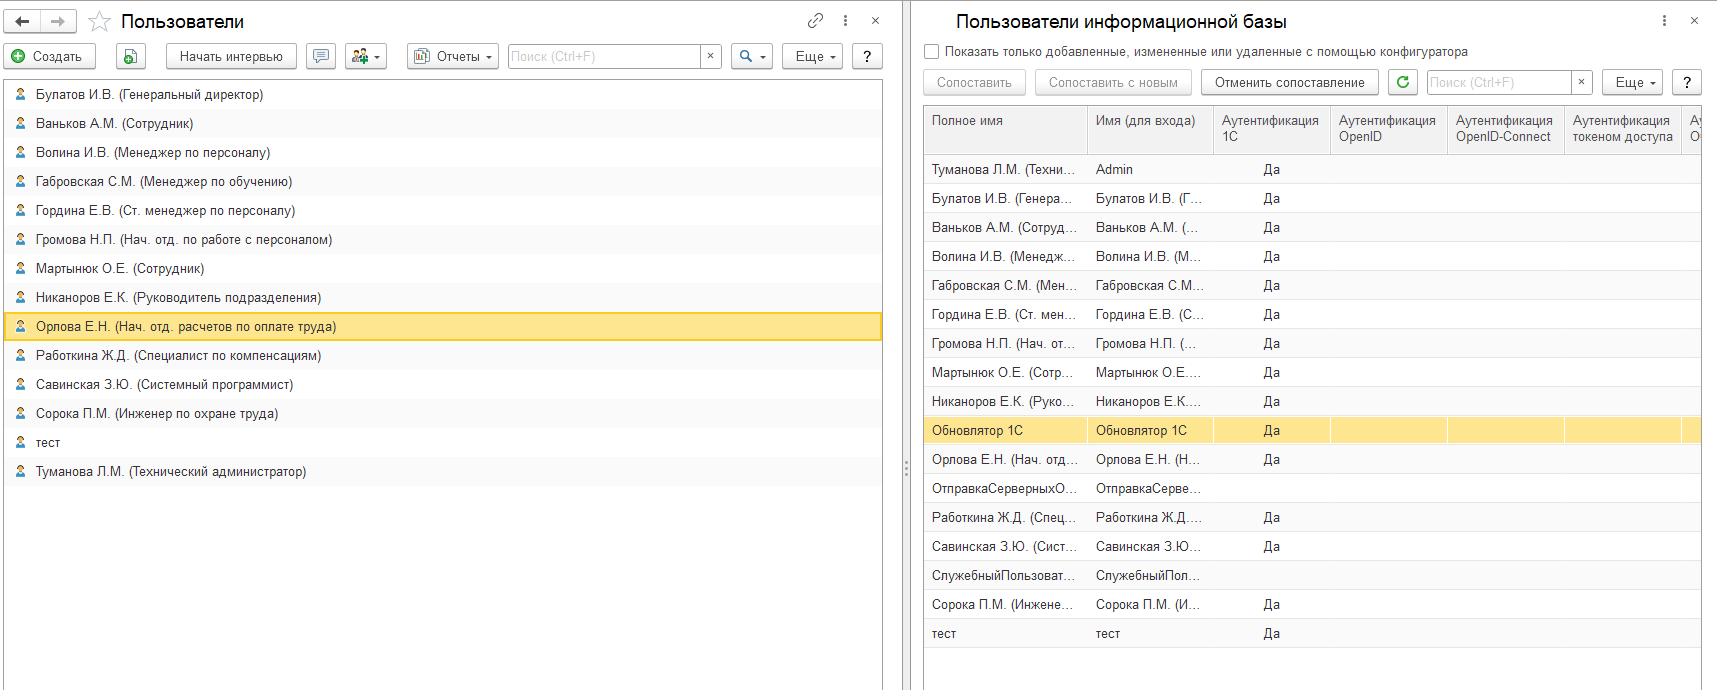 Пользователи
Создать
Начать интервью
Отчеты
Поиск (Ctrl+F)
×
Еще
?
Булатов И.В. (Генеральный директор)
Ваньков А.М. (Сотрудник)
Волина И.В. (Менеджер по персоналу)
Габровская С.М. (Менеджер по обучению)
Гордина Е.В. (Ст. менеджер по персоналу)
Громова Н.П. (Нач. отд. по работе с персоналом)
Мартынюк О.Е. (Сотрудник)
Никаноров Е.К. (Руководитель подразделения)
Орлова Е.Н. (Нач. отд. расчетов по оплате труда)
Работкина Ж.Д. (Специалист по компенсациям)
Савинская З.Ю. (Системный программист)
Сорока П.М. (Инженер по охране труда)
тест
Туманова Л.М. (Технический администратор)
Пользователи информационной базы
Показать только добавленные, измененные или удаленные с помощью конфигуратора
Сопоставить
Сопоставить с новым
Отменить сопоставление
Поиск (Ctrl+F)
×
Еще
?
Полное имя
Имя (для входа)
Аутентификация
1С
Аутентификация
OpenID
Аутентификация
OpenID-Connect
Аутентификация
токеном доступа
Туманова Л.М. (Техни... Admin Да
Булатов И.В. (Генера... Булатов И.В. (Г... Да
Ваньков А.М. (Сотруд... Ваньков А.М. (... Да
Волина И.В. (Менедж... Волина И.В. (М... Да
Габровская С.М. (Мен... Габровская С.М... Да
Гордина Е.В. (Ст. мен... Гордина Е.В. (С... Да
Громова Н.П. (Нач. от... Громова Н.П. (... Да
Мартынюк О.Е. (Сотр... Мартынюк О.Е.... Да
Никаноров Е.К. (Руко... Никаноров Е.К.... Да
Обновлятор 1С Обновлятор 1С Да
Орлова Е.Н. (Нач. отд... Орлова Е.Н. (Н... Да
ОтправкаСерверныхО... ОтправкаСерве...
Работкина Ж.Д. (Спец... Работкина Ж.Д.... Да
Савинская З.Ю. (Сист... Савинская З.Ю... Да
СлужебныйПользоват... СлужебныйПол...
Сорока П.М. (Инжене... Сорока П.М. (И... Да
тест тест Да